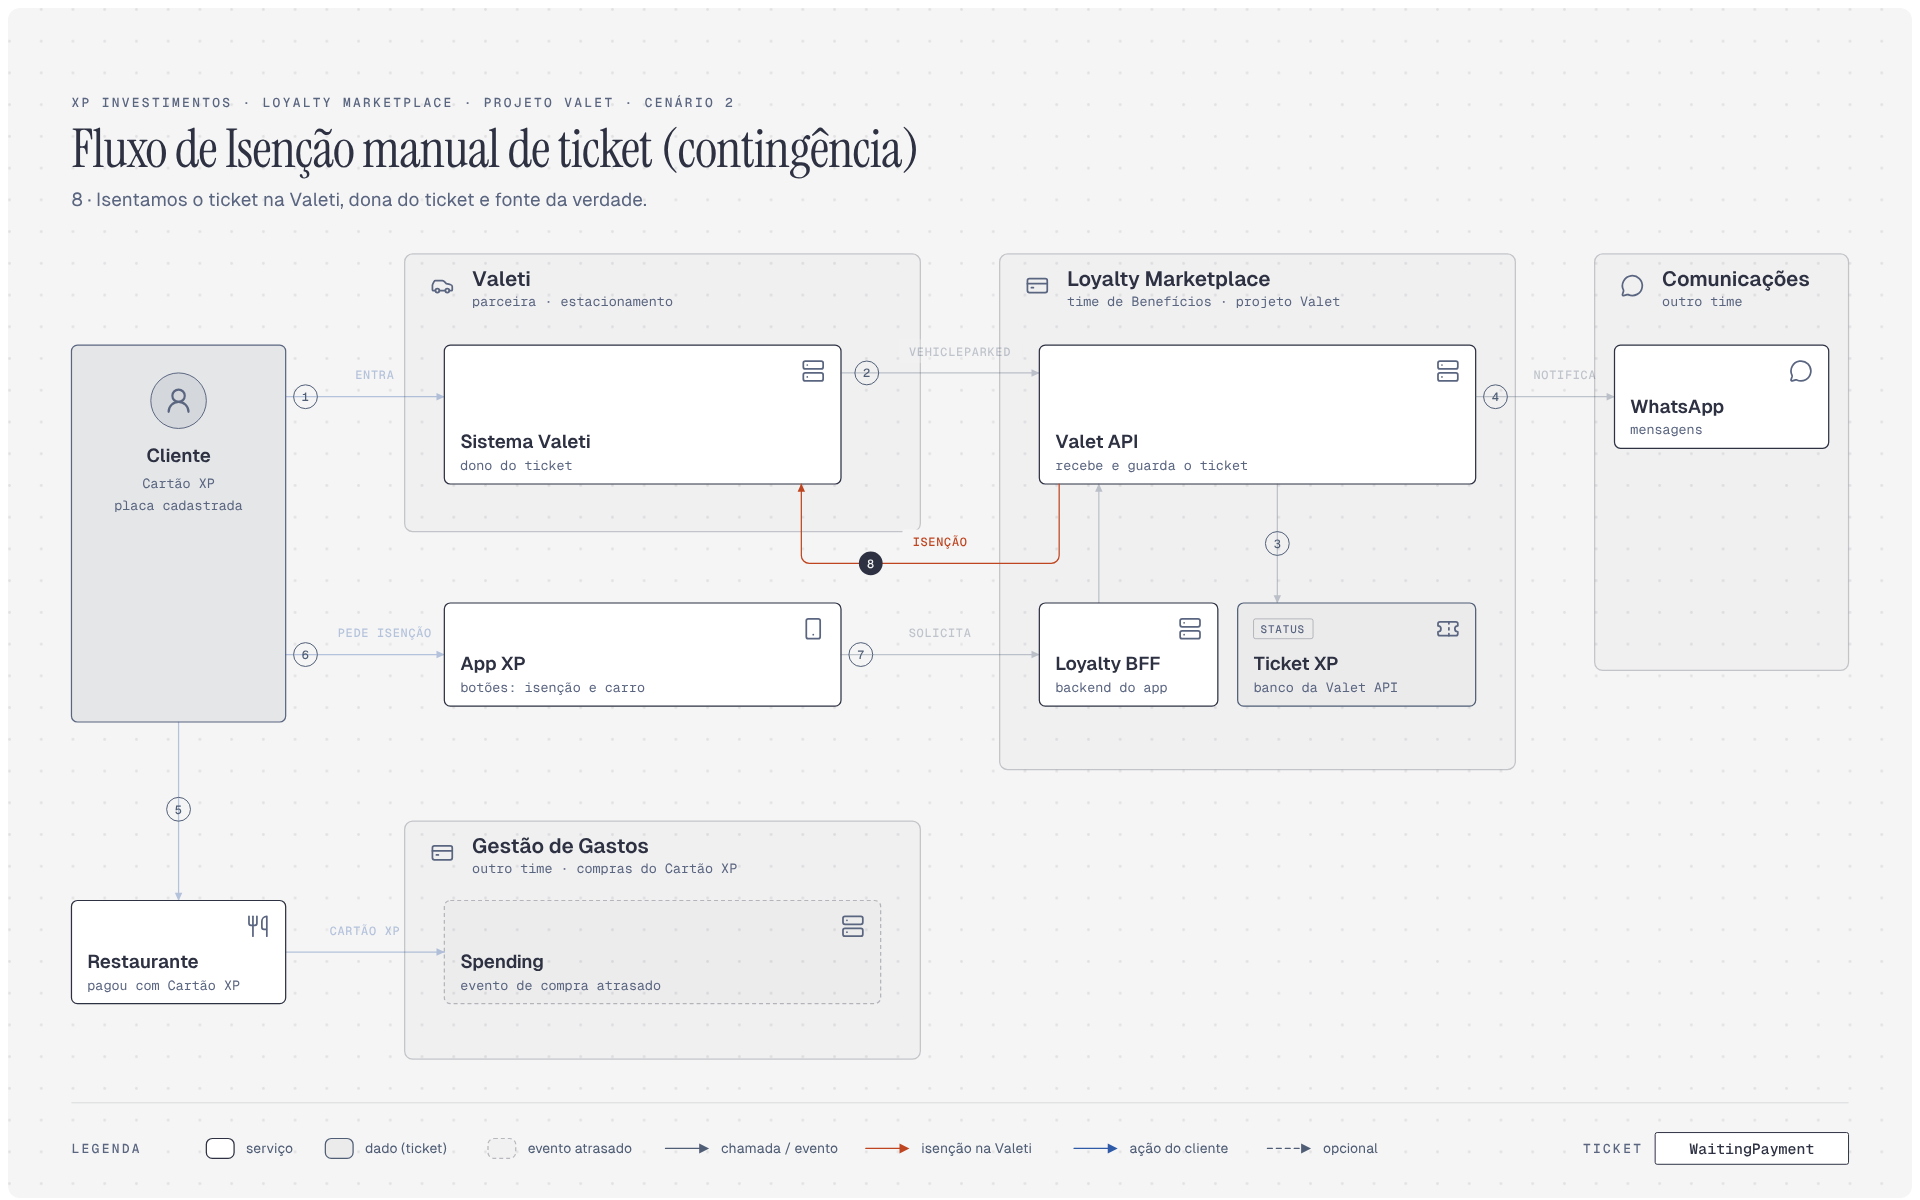 XP INVESTIMENTOS · LOYALTY MARKETPLACE · PROJETO VALET · CENÁRIO 2
Fluxo de Isenção manual de ticket (contingência)
8 · Isentamos o ticket na Valeti, dona do ticket e fonte da verdade.
Valeti
parceira · estacionamento
Loyalty Marketplace
time de Benefícios · projeto Valet
Comunicações
outro time
Cliente
Cartão XP
placa cadastrada
1
ENTRA
Sistema Valeti
dono do ticket
2
VEHICLEPARKED
Valet API
recebe e guarda o ticket
4
NOTIFICA
WhatsApp
mensagens
ISENÇÃO
8
3
6
PEDE ISENÇÃO
App XP
botões: isenção e carro
7
SOLICITA
Loyalty BFF
backend do app
STATUS
Ticket XP
banco da Valet API
5
Gestão de Gastos
outro time · compras do Cartão XP
Restaurante
pagou com Cartão XP
CARTÃO XP
Spending
evento de compra atrasado
LEGENDA
serviço
dado (ticket)
evento atrasado
chamada / evento
isenção na Valeti
ação do cliente
opcional
TICKET
WaitingPayment